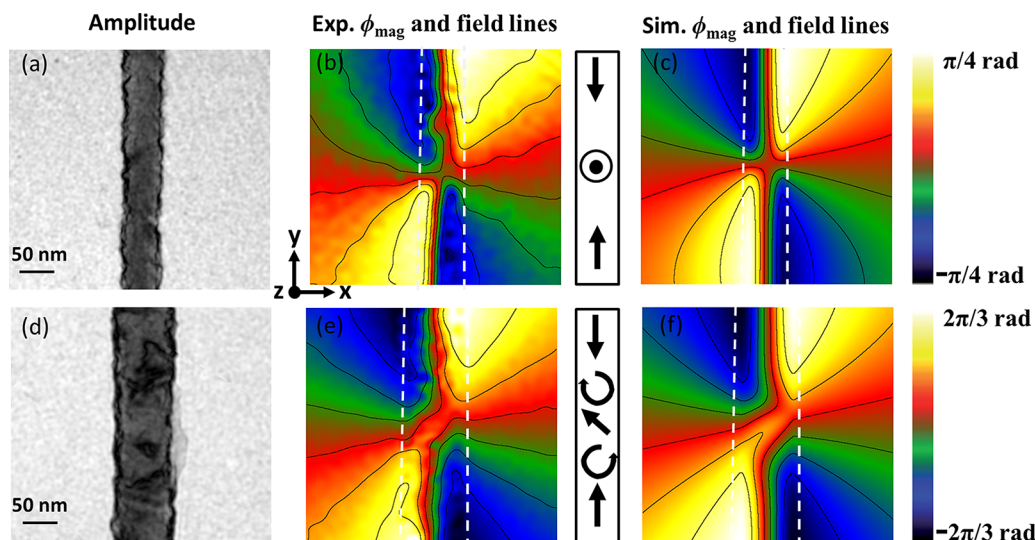 Amplitude
Exp. ϕmag and field lines
Sim. ϕmag and field lines
(a)
(b)
(c)
π/4 rad
50 nm
−π/4 rad
y
z
x
(d)
(e)
(f)
2π/3 rad
50 nm
−2π/3 rad